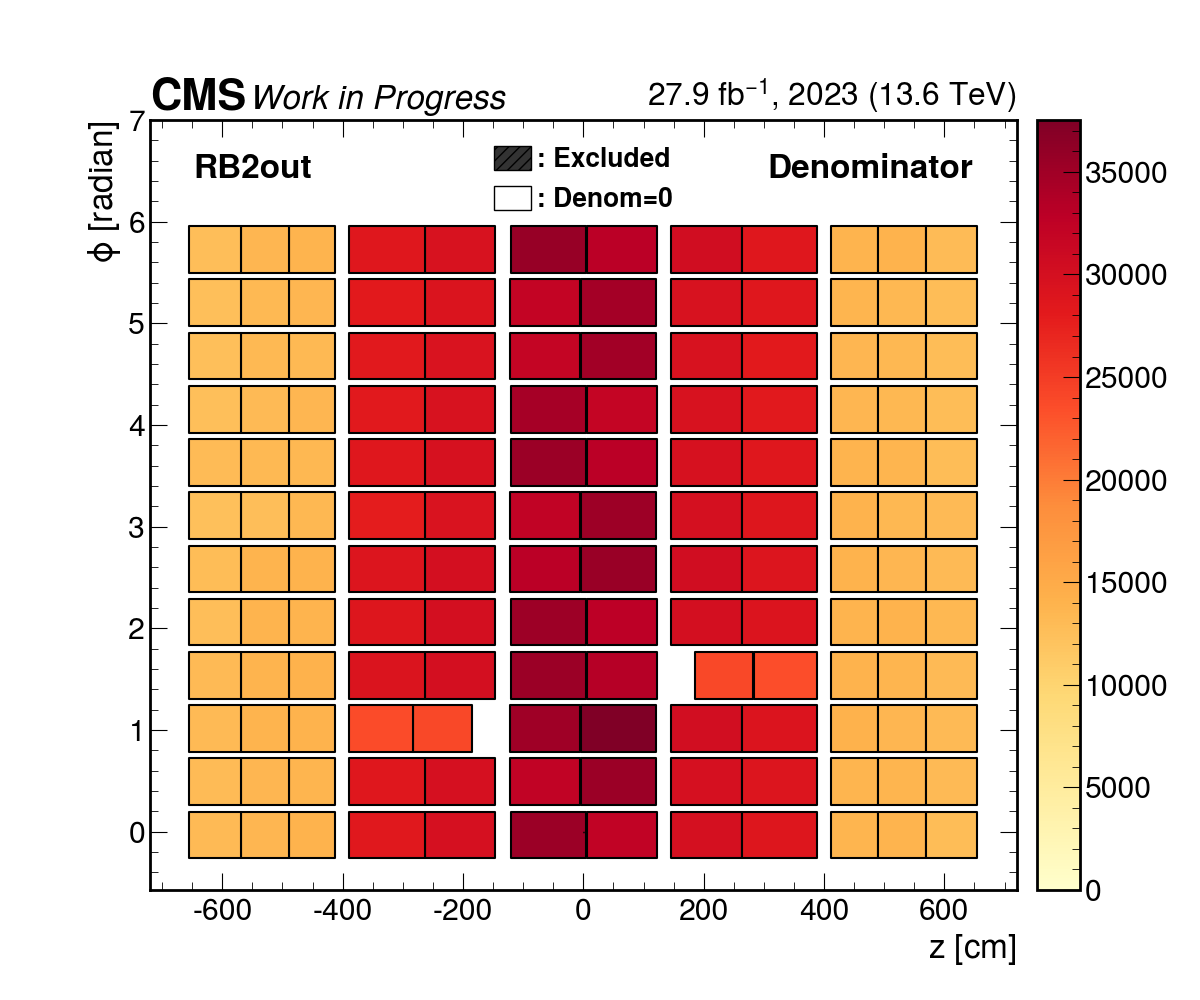 CMS Work in Progress
27.9 fb⁻¹, 2023 (13.6 TeV)
RB2out
: Excluded
: Denom=0
Denominator
ϕ [radian]
7
6
5
4
3
2
1
0
-600 -400 -200 0 200 400 600
z [cm]
35000
30000
25000
20000
15000
10000
5000
0